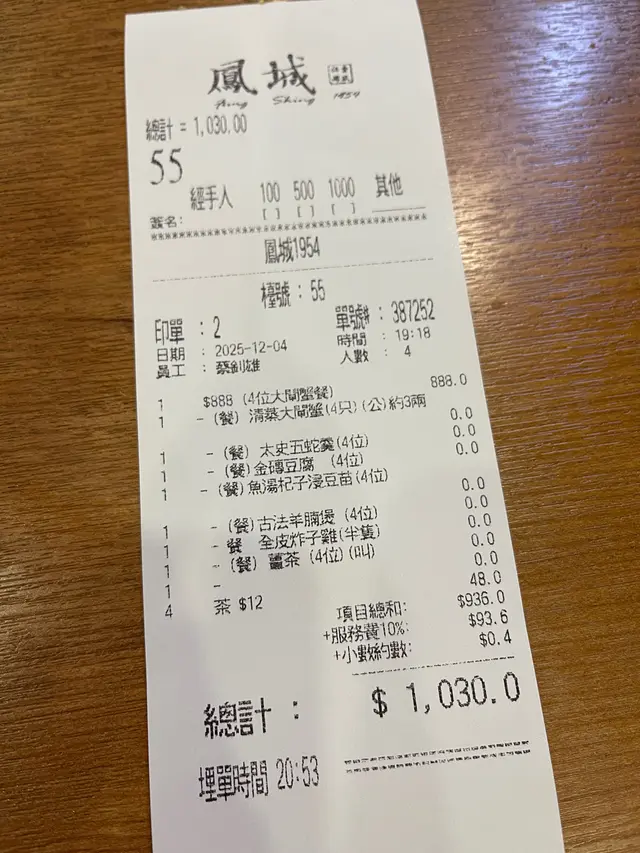 鳳城
Fung Shing 1954
總計 = 1,030.00
55
經手人 100 500 1000 其他
簽名: [ ] [ ] [ ]
鳳城1954
檯號 : 55
印單 : 2 單號# : 387252
日期 : 2025-12-04 時間 : 19:18
員工 : 蔡劍雄 人數 : 4
1 $888 (4位大閘蟹餐) 888.0
1 - (餐) 清蒸大閘蟹(4只)(公)約3兩 0.0
1 - (餐) 太史五蛇羹(4位) 0.0
1 - (餐)金磚豆腐 (4位) 0.0
1 - (餐)魚湯杞子浸豆苗(4位) 0.0
1 - (餐)古法羊腩煲 (4位) 0.0
1 - 餐 全皮炸子雞(半隻) 0.0
1 - (餐) 薑茶 (4位)(叫) 0.0
1 - 0.0
4 茶 $12 48.0
項目總和: $936.0
+服務費10%: $93.6
+小數約數: $0.4
總計 : $ 1,030.0
埋單時間 20:53